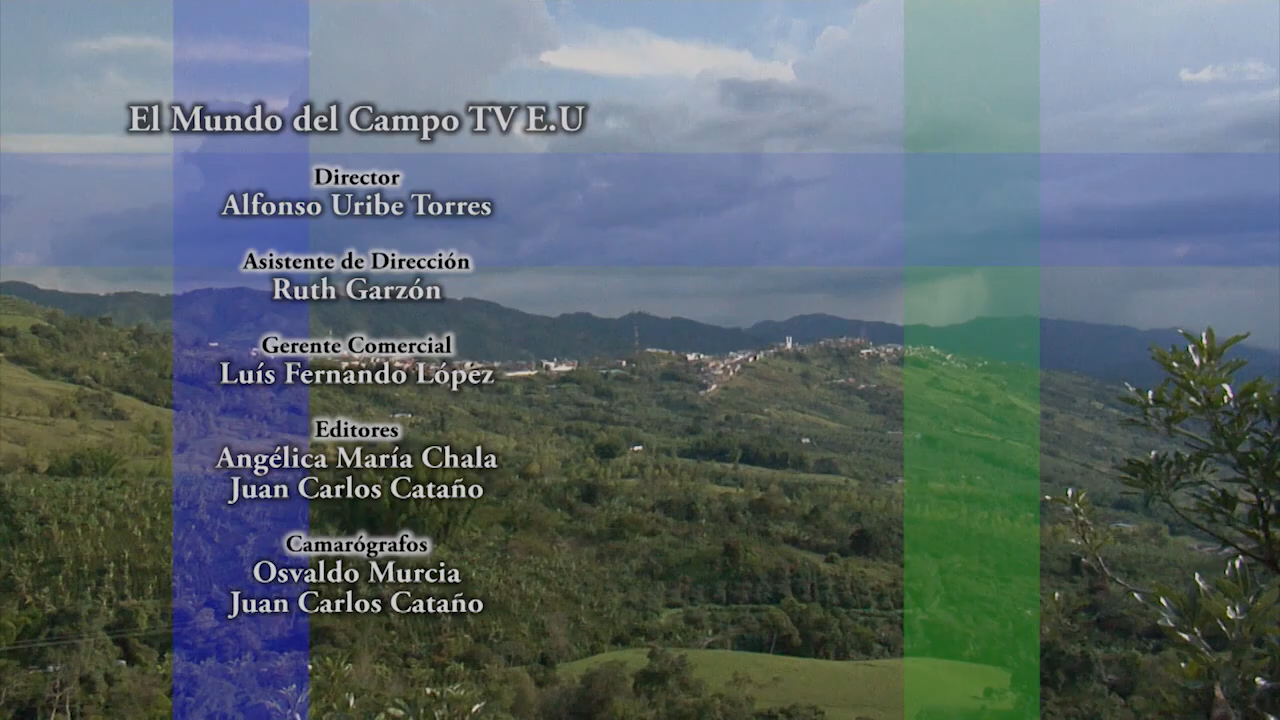 El Mundo del Campo TV E.U
Director
Alfonso Uribe Torres
Asistente de Dirección
Ruth Garzón
Gerente Comercial
Luís Fernando López
Editores
Angélica María Chala
Juan Carlos Cataño
Camarógrafos
Osvaldo Murcia
Juan Carlos Cataño